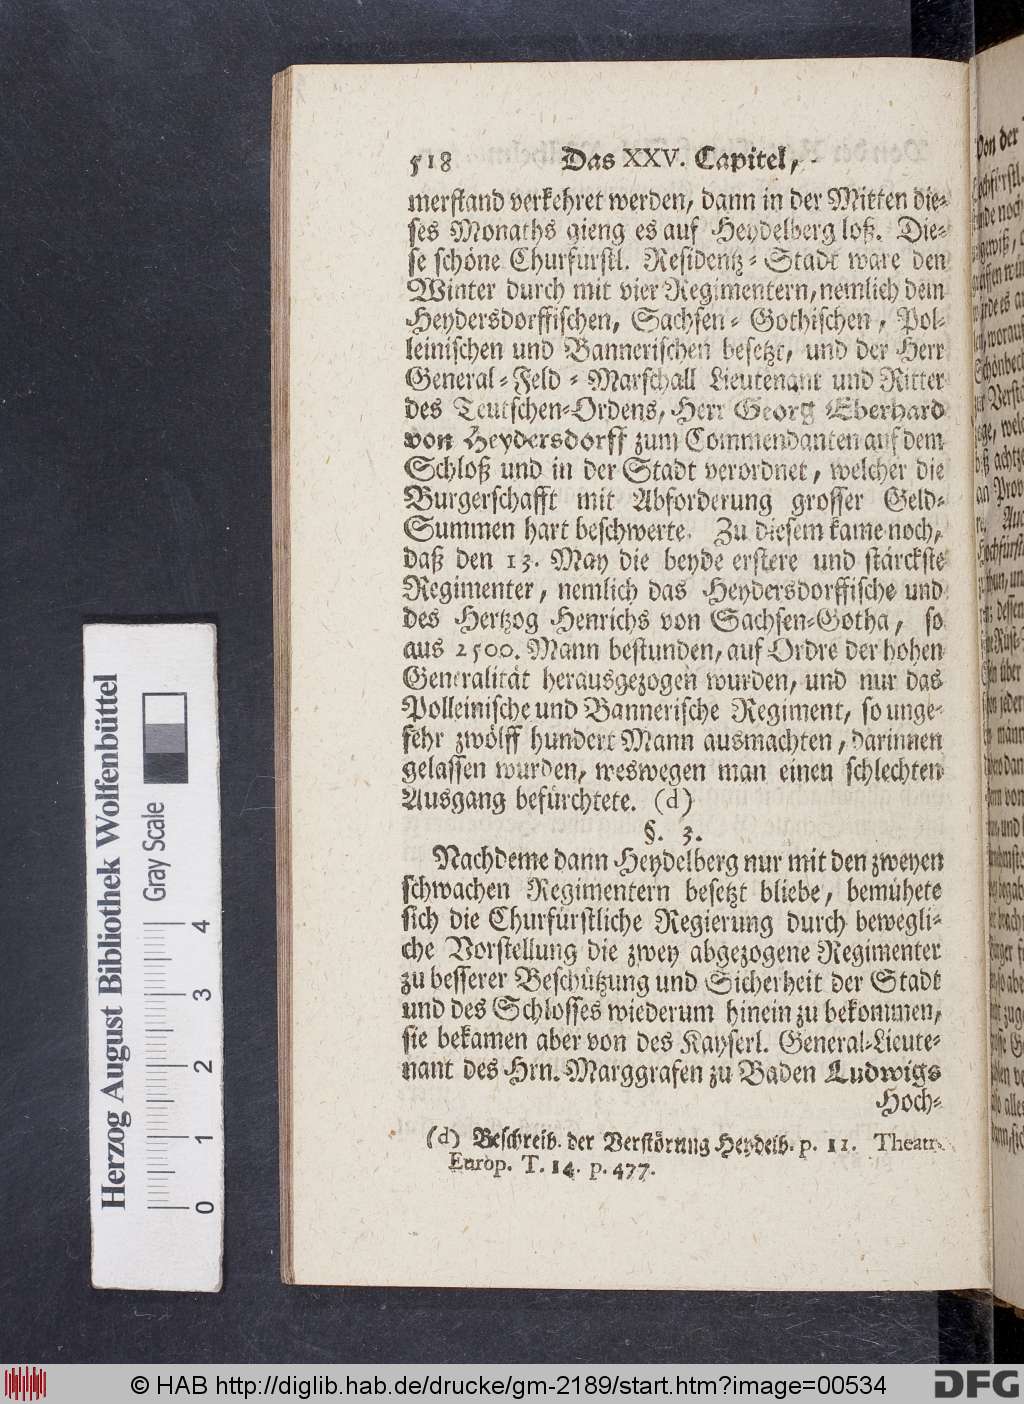 518 Das XXV. Capitel,
merstand verkehret werden, dann in der Mitten die-
ses Monaths gieng es auf Heydelberg loß. Die-
se schöne Churfürstl. Residentz-Stadt ware den
Winter durch mit vier Regimentern, nemlich dem
Heydersdorffischen, Sachsen-Gothischen, Pol-
leinischen und Bannerischen besetzt, und der Herr
General-Feld-Marschall Lieutenant und Ritter
des Teutschen-Ordens, Herr Georg Eberhard
von Heydersdorff zum Commendanten auf dem
Schloß und in der Stadt verordnet, welcher die
Burgerschafft mit Abforderung grosser Geld-
Summen hart beschwerte. Zu diesem kame noch,
daß den 13. May die beyde erstere und stärckste
Regimenter, nemlich das Heydersdorffische und
des Hertzog Henrichs von Sachsen-Gotha, so
aus 2500. Mann bestunden, auf Ordre der hohen
Generalität herausgezogen wurden, und nur das
Polleinische und Bannerische Regiment, so unge-
fehr zwölff hundert Mann ausmachten, darinnen
gelassen wurden, weswegen man einen schlechten
Ausgang befürchtete. (d)
§. 3.
Nachdeme dann Heydelberg nur mit den zweyen
schwachen Regimentern besetzt bliebe, bemühete
sich die Churfürstliche Regierung durch bewegli-
che Vorstellung die zwey abgezogene Regimenter
zu besserer Beschützung und Sicherheit der Stadt
und des Schlosses wiederum hinein zu bekommen,
sie bekamen aber von des Kayserl. General-Lieute-
nant des Hrn. Marggrafen zu Baden Ludwigs
Hoch-
(d) Beschreib. der Verstörung Heydelb. p. 11. Theatr.
Europ. T. 14. p. 477.
Herzog August Bibliothek Wolfenbüttel
Gray Scale
0 1 2 3 4
© HAB http://diglib.hab.de/drucke/gm-2189/start.htm?image=00534
DFG